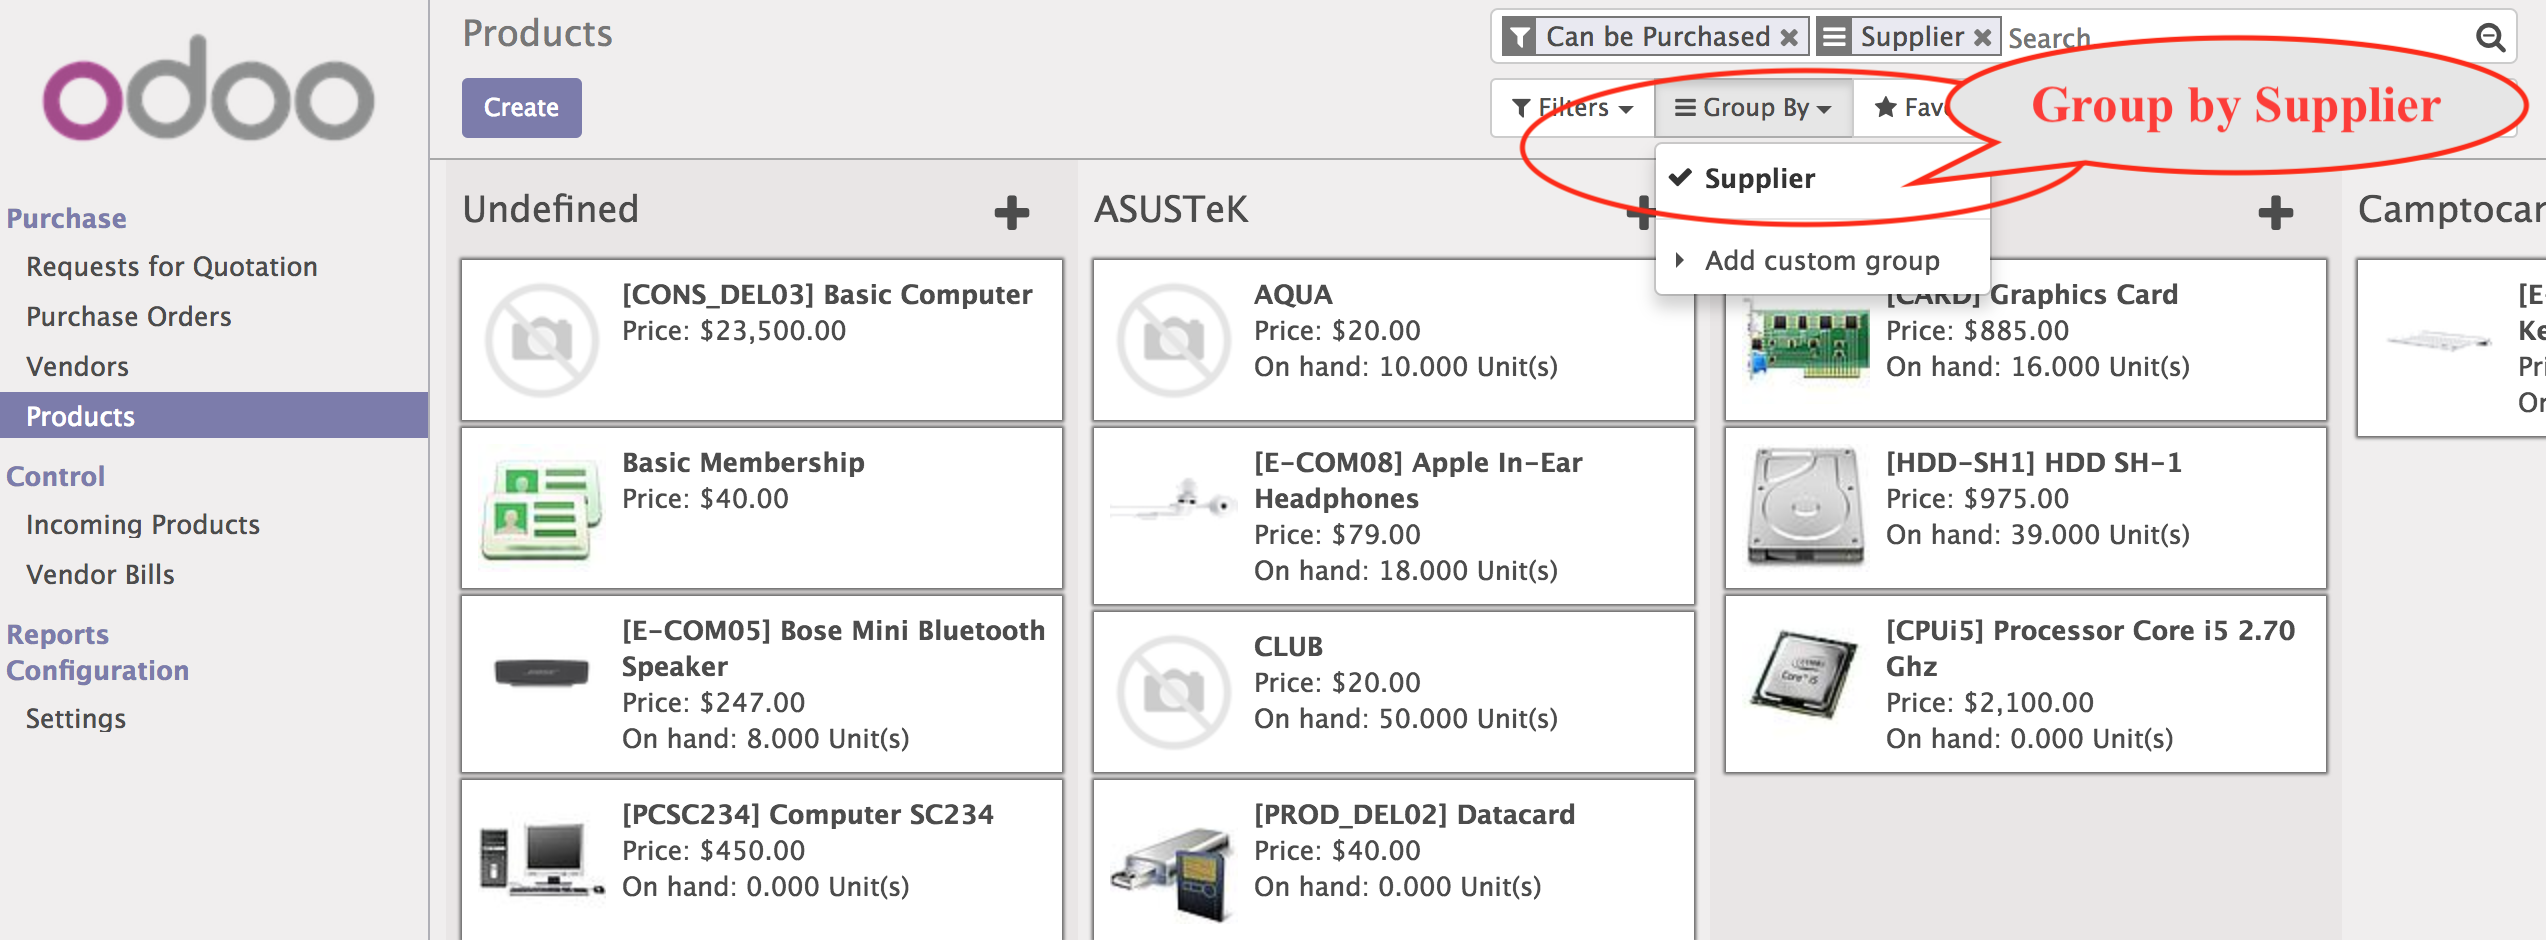 odoo
Products
Can be Purchased
Supplier
Search
Create
Filters
Group By
Group by Supplier
Supplier
Add custom group
Purchase
Requests for Quotation
Purchase Orders
Vendors
Products
Control
Incoming Products
Vendor Bills
Reports
Configuration
Settings
Undefined
[CONS_DEL03] Basic Computer
Price: $23,500.00
Basic Membership
Price: $40.00
[E-COM05] Bose Mini Bluetooth
Speaker
Price: $247.00
On hand: 8.000 Unit(s)
[PCSC234] Computer SC234
Price: $450.00
On hand: 0.000 Unit(s)
ASUSTeK
AQUA
Price: $20.00
On hand: 10.000 Unit(s)
[E-COM08] Apple In-Ear
Headphones
Price: $79.00
On hand: 18.000 Unit(s)
CLUB
Price: $20.00
On hand: 50.000 Unit(s)
[PROD_DEL02] Datacard
Price: $40.00
On hand: 0.000 Unit(s)
[CARD] Graphics Card
Price: $885.00
On hand: 16.000 Unit(s)
[HDD-SH1] HDD SH-1
Price: $975.00
On hand: 39.000 Unit(s)
[CPUi5] Processor Core i5 2.70
Ghz
Price: $2,100.00
On hand: 0.000 Unit(s)